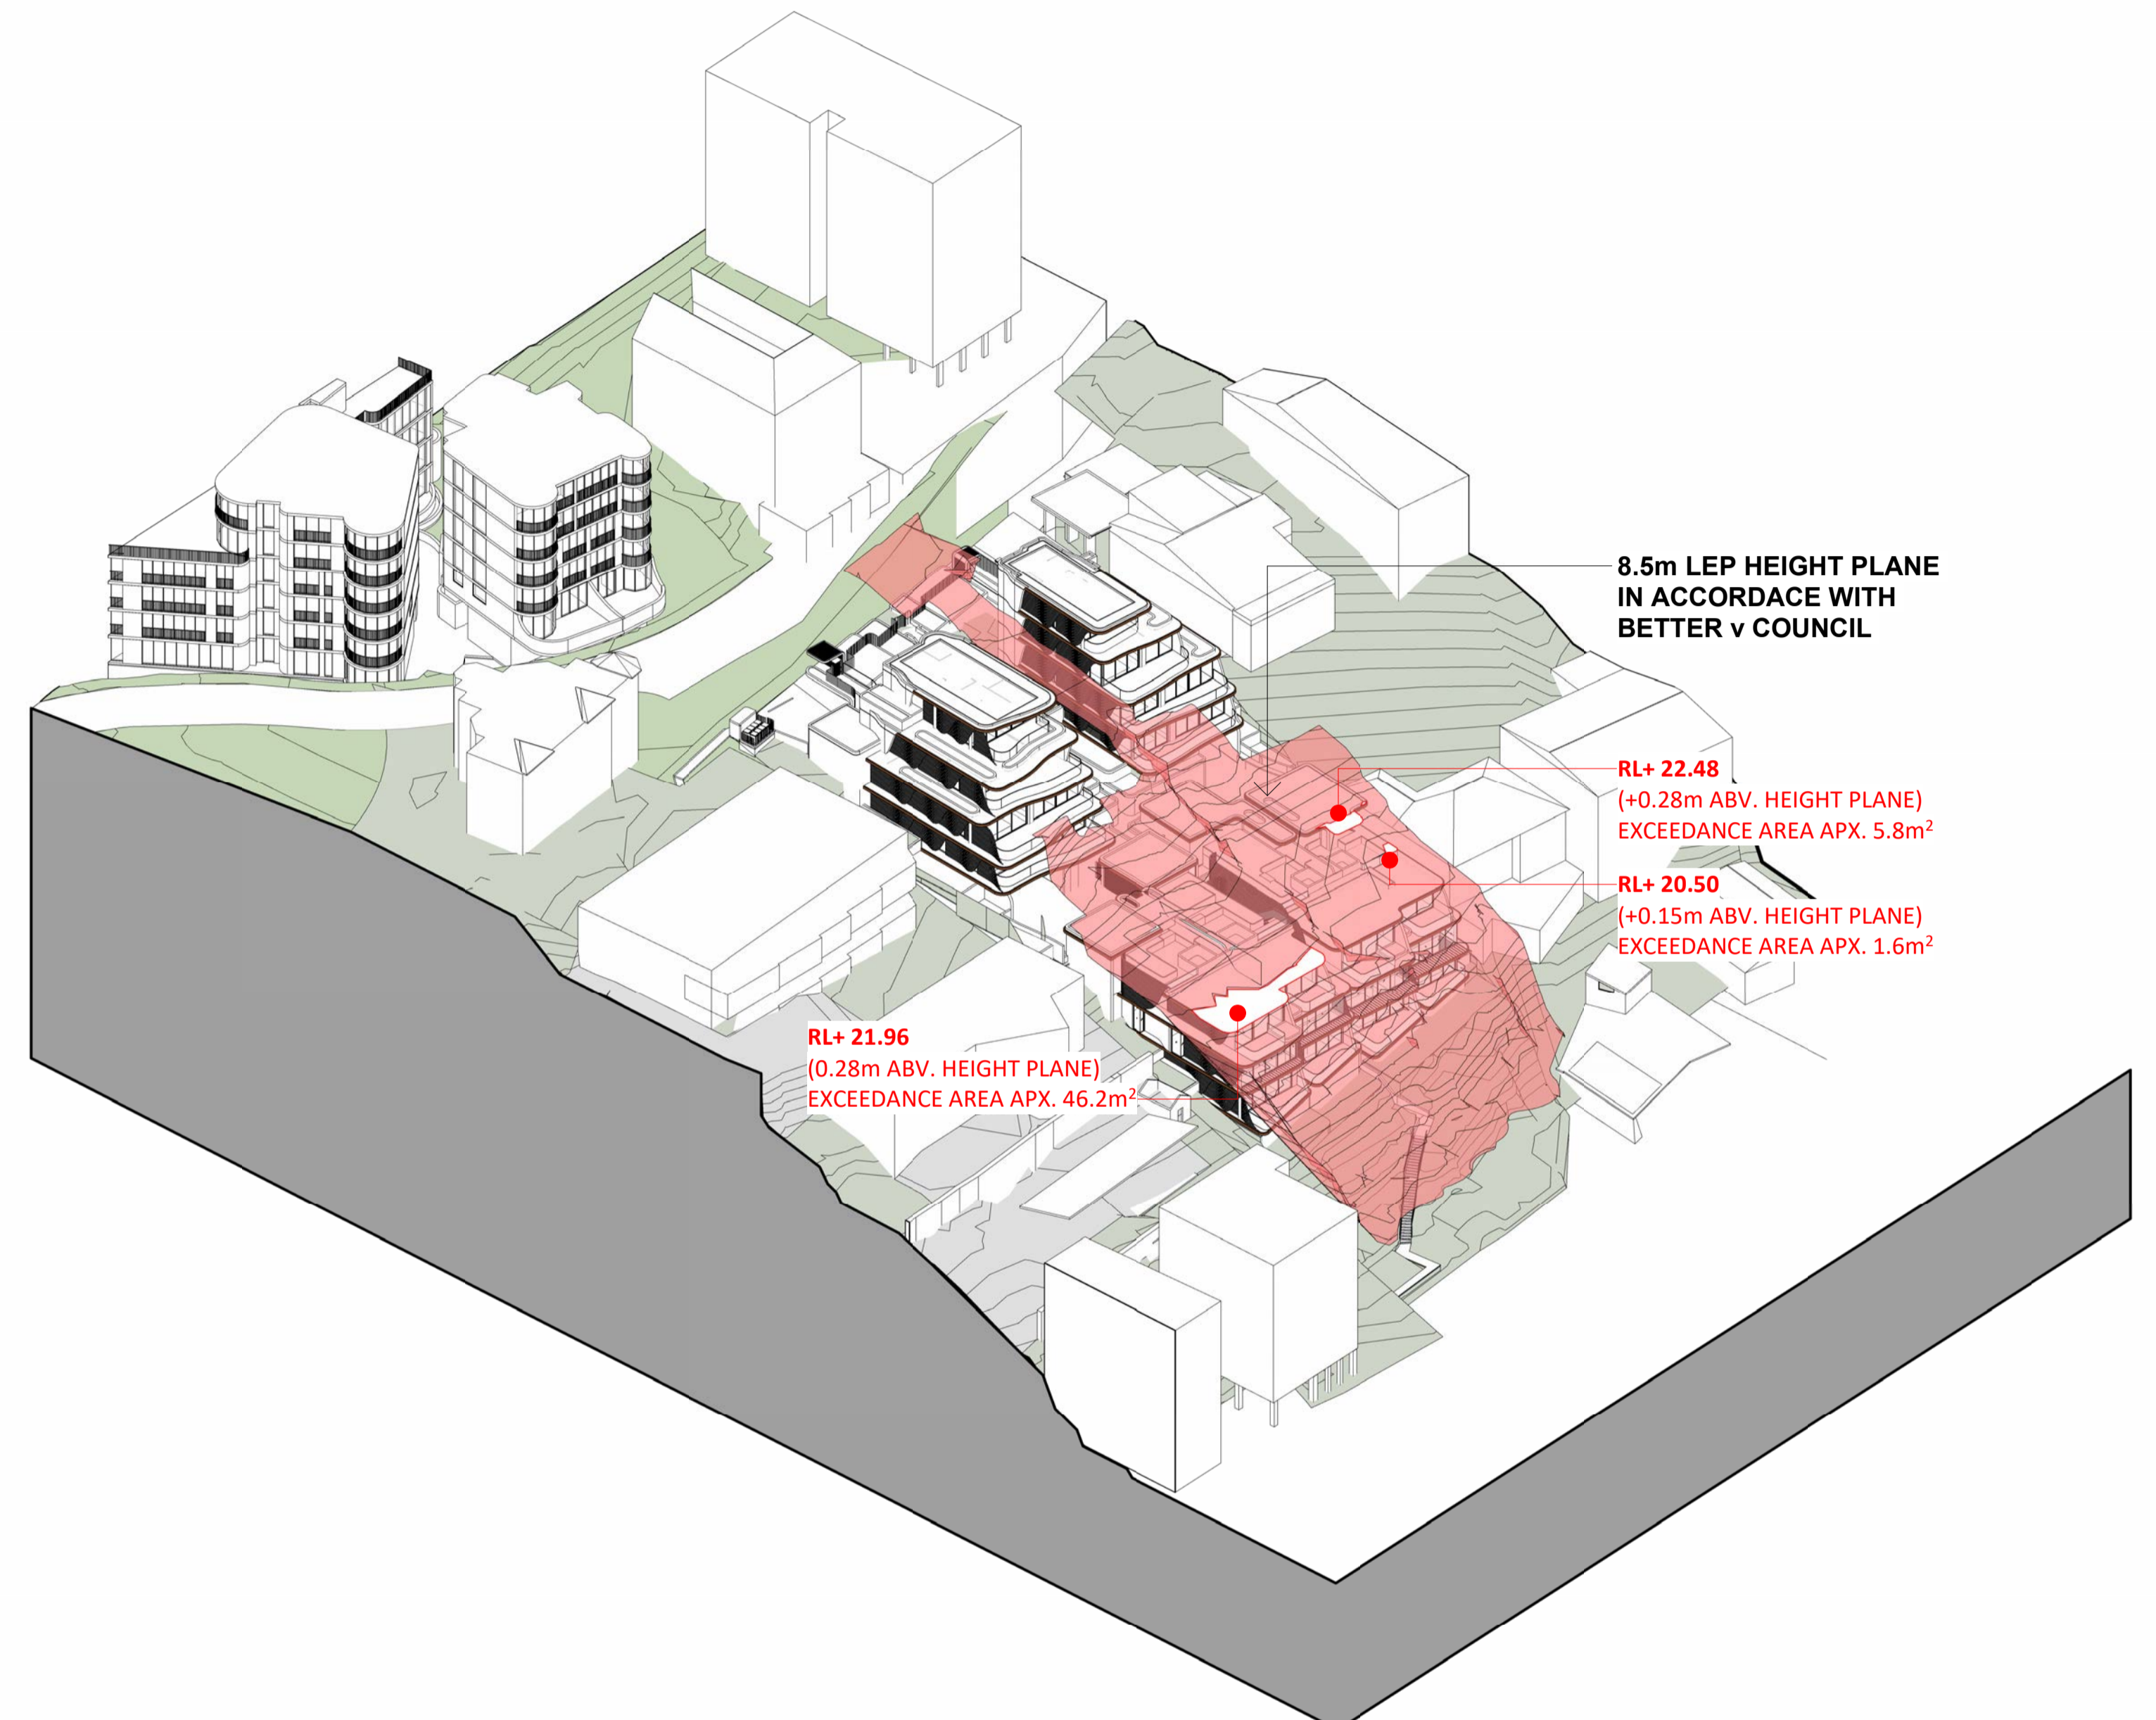 8.5m LEP HEIGHT PLANE
IN ACCORDACE WITH
BETTER v COUNCIL
RL+ 22.48
(+0.28m ABV. HEIGHT PLANE)
EXCEEDANCE AREA APX. 5.8m²
RL+ 20.50
(+0.15m ABV. HEIGHT PLANE)
EXCEEDANCE AREA APX. 1.6m²
RL+ 21.96
(0.28m ABV. HEIGHT PLANE)
EXCEEDANCE AREA APX. 46.2m²